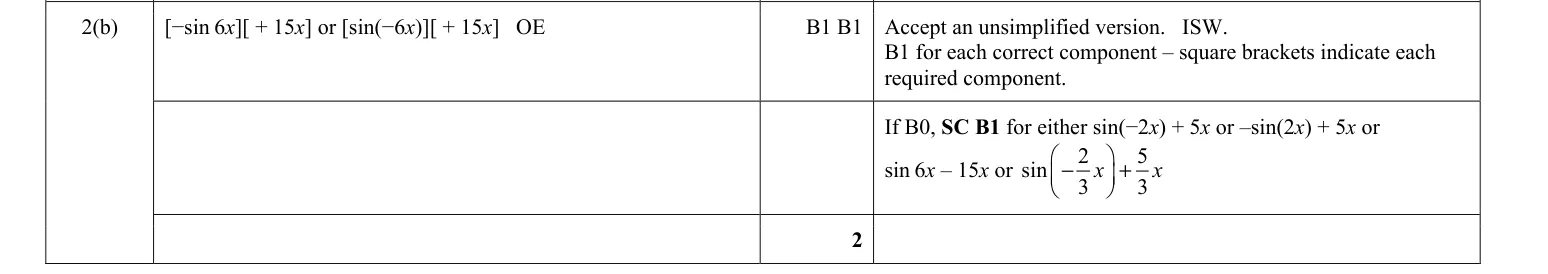 2(b) [−sin 6x][ + 15x] or [sin(−6x)][ + 15x]   OE B1 B1 Accept an unsimplified version.   ISW.
B1 for each correct component – square brackets indicate each
required component.
If B0, SC B1 for either sin(−2x) + 5x or –sin(2x) + 5x or
sin 6x – 15x or sin(−2/3 x) + 5/3 x
2